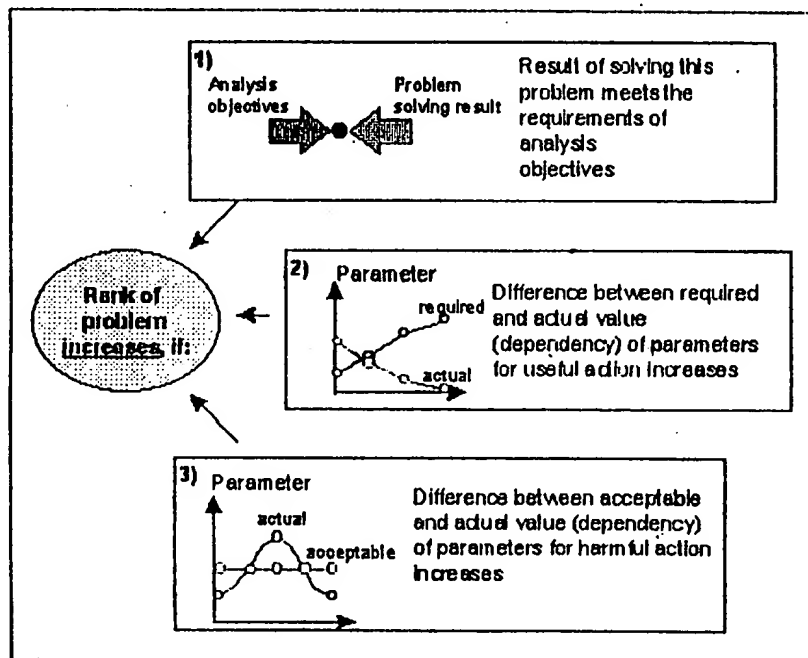 1)
Analysis
objectives
Problem
solving result
Result of solving this
problem meets the
requirements of
analysis
objectives
Rank of
problem
increases, if:
2)
Parameter
required
actual
Difference between required
and actual value
(dependency) of parameters
for useful action increases
3)
Parameter
actual
acceptable
Difference between acceptable
and actual value (dependency)
of parameters for harmful action
increases